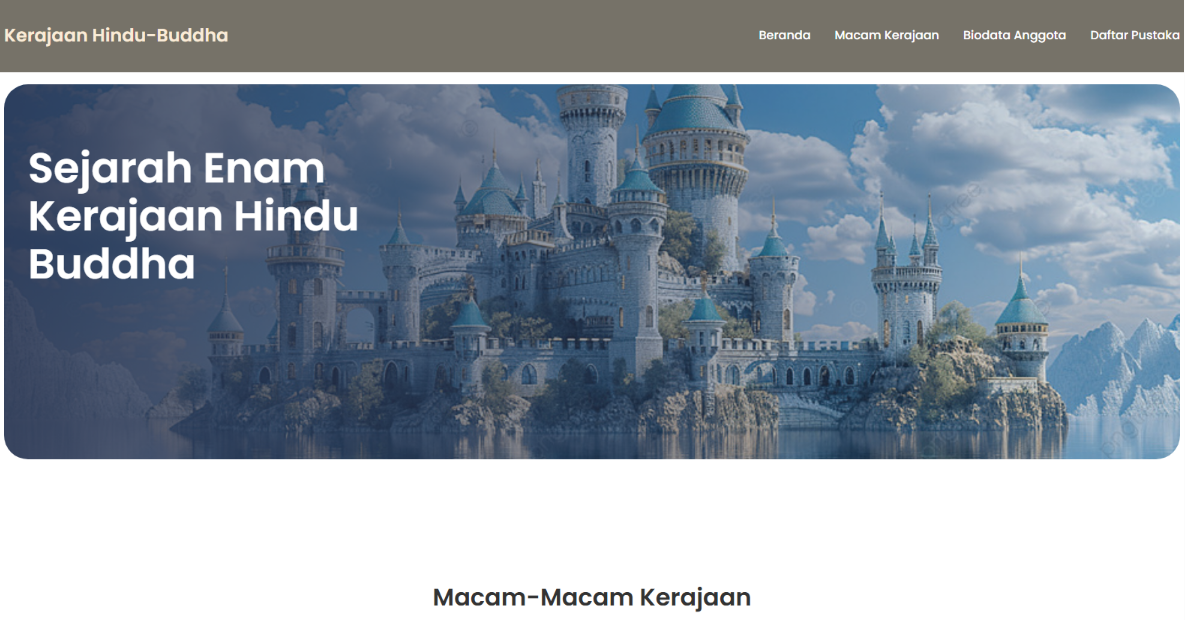 Kerajaan Hindu-Buddha
Beranda
Macam Kerajaan
Biodata Anggota
Daftar Pustaka
Sejarah Enam
Kerajaan Hindu
Buddha
Macam-Macam Kerajaan